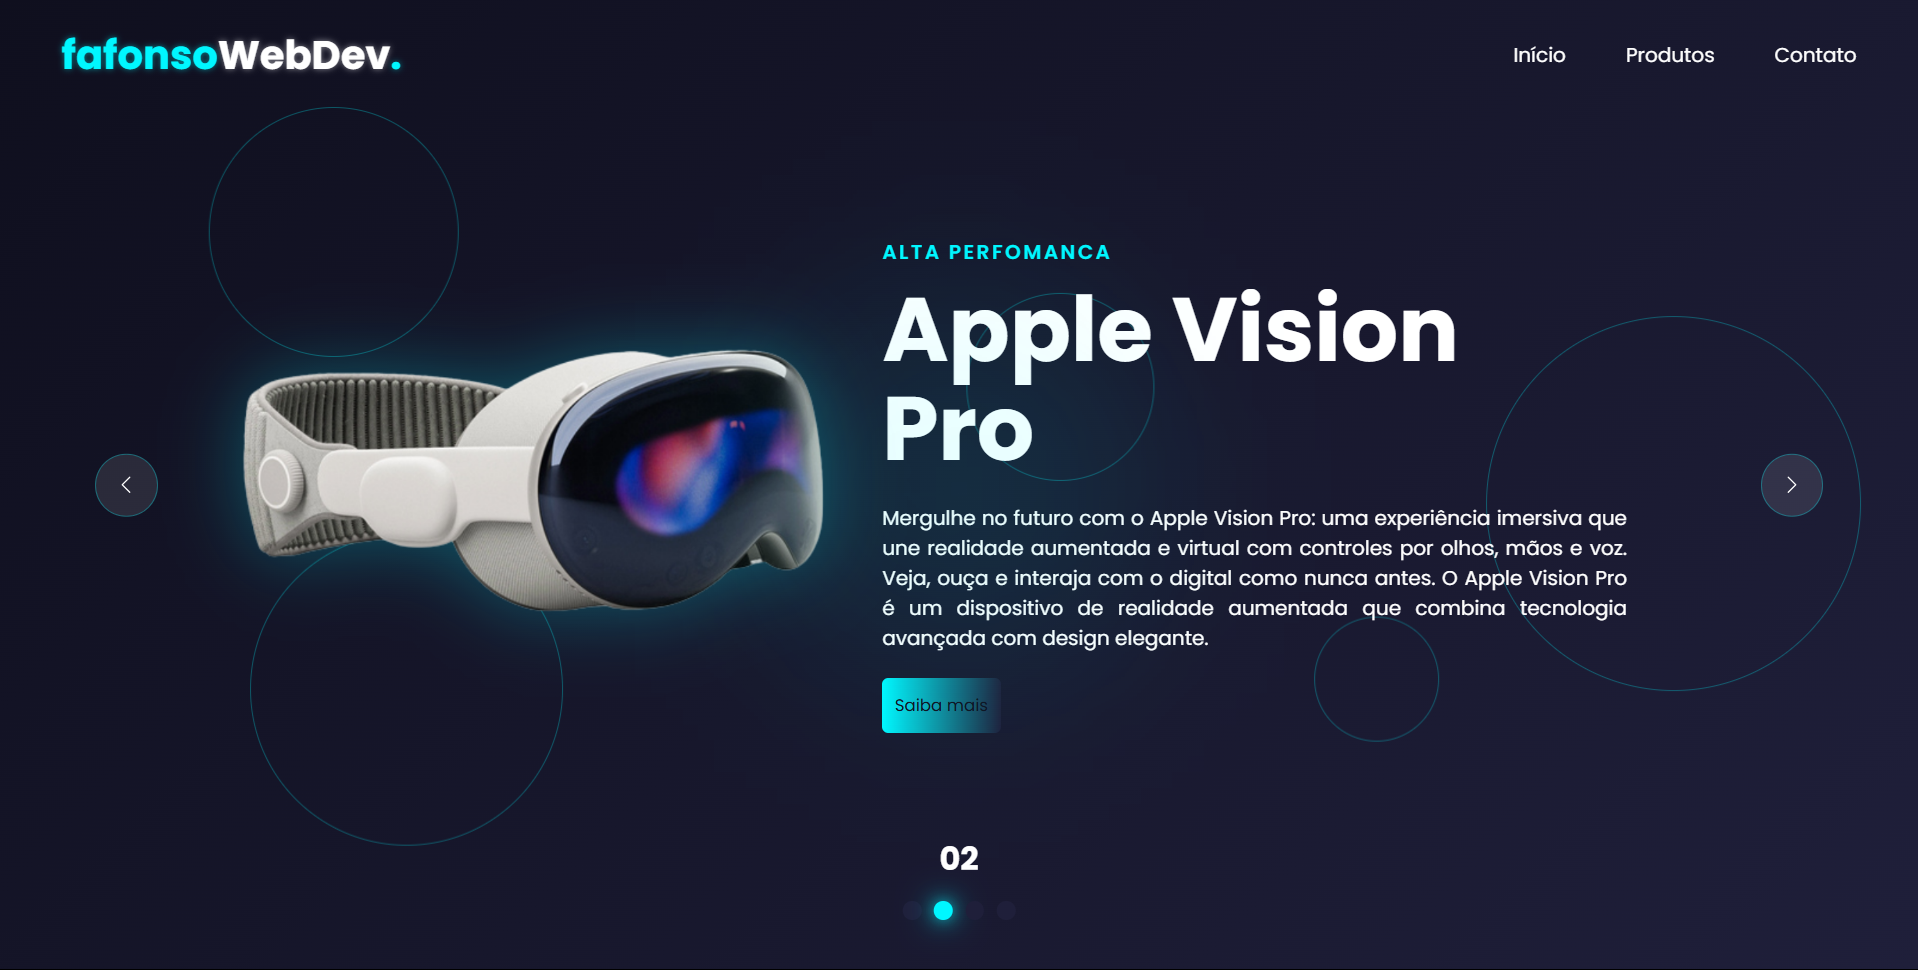 fafonsoWebDev.
Início Produtos Contato
ALTA PERFOMANCA
Apple Vision
Pro
Mergulhe no futuro com o Apple Vision Pro: uma experiência imersiva que
une realidade aumentada e virtual com controles por olhos, mãos e voz.
Veja, ouça e interaja com o digital como nunca antes. O Apple Vision Pro
é um dispositivo de realidade aumentada que combina tecnologia
avançada com design elegante.
Saiba mais
02